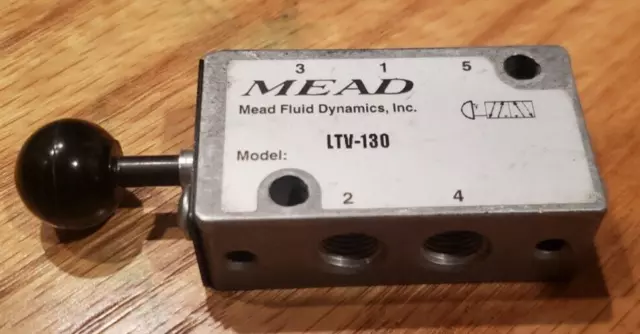 3 1 5
MEAD
Mead Fluid Dynamics, Inc.
Model: LTV-130
2 4